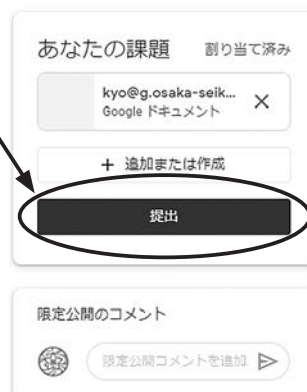 あなたの課題 割り当て済み
kyo@g.osaka-seik...
Google ドキュメント
+ 追加または作成
提出
限定公開のコメント
限定公開コメントを追加